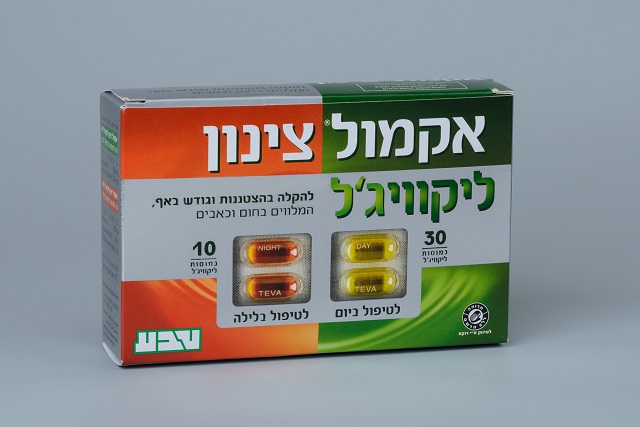 אקמול® צינון
ליקוויג'ל
להקלה בהצטננות וגודש באף,
המלווים בחום וכאבים
30
כמוסות
ליקוויג'ל
DAY
TEVA
לטיפול ביום
10
כמוסות
ליקוויג'ל
NIGHT
TEVA
לטיפול בלילה
טבע